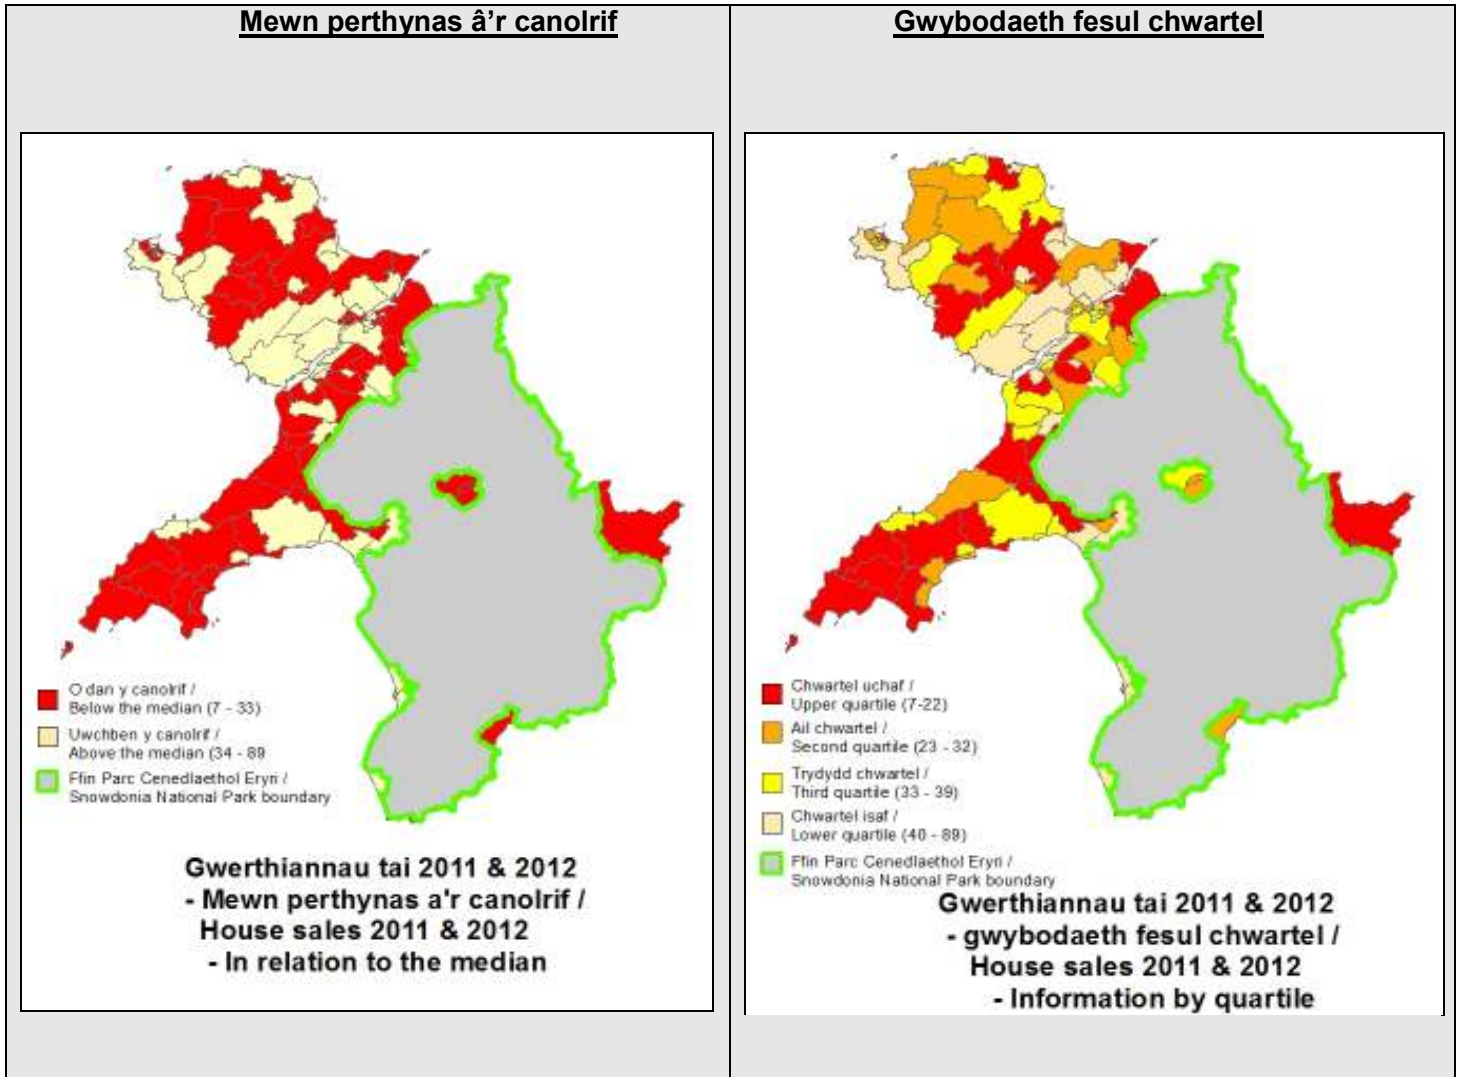 Mewn perthynas â'r canolrif
O dan y canolrif /
Below the median (7 - 33)
Uwchben y canolrif /
Above the median (34 - 89
Ffin Parc Cenedlaethol Eryri /
Snowdonia National Park boundary
Gwerthiannau tai 2011 & 2012
- Mewn perthynas a'r canolrif /
House sales 2011 & 2012
- In relation to the median
Gwybodaeth fesul chwartel
Chwartel uchaf /
Upper quartile (7-22)
Ail chwartel /
Second quartile (23 - 32)
Trydydd chwartel /
Third quartile (33 - 39)
Chwartel isaf /
Lower quartile (40 - 89)
Ffin Parc Cenedlaethol Eryri /
Snowdonia National Park boundary
Gwerthiannau tai 2011 & 2012
- gwybodaeth fesul chwartel /
House sales 2011 & 2012
- Information by quartile